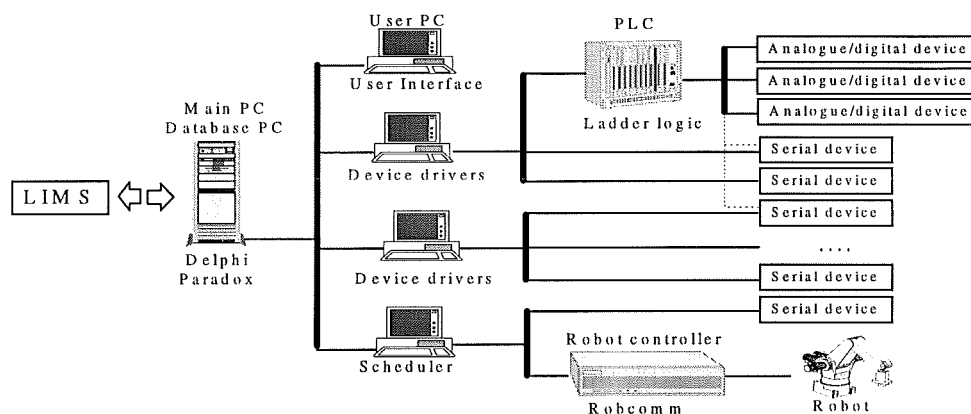 User PC
User Interface
PLC
Ladder logic
Analogue/digital device
Analogue/digital device
Analogue/digital device
Main PC
Database PC
Device drivers
Serial device
Serial device
LIMS
Delphi
Paradox
Device drivers
Serial device
....
Serial device
Scheduler
Serial device
Robot controller
Robcomm
Robot